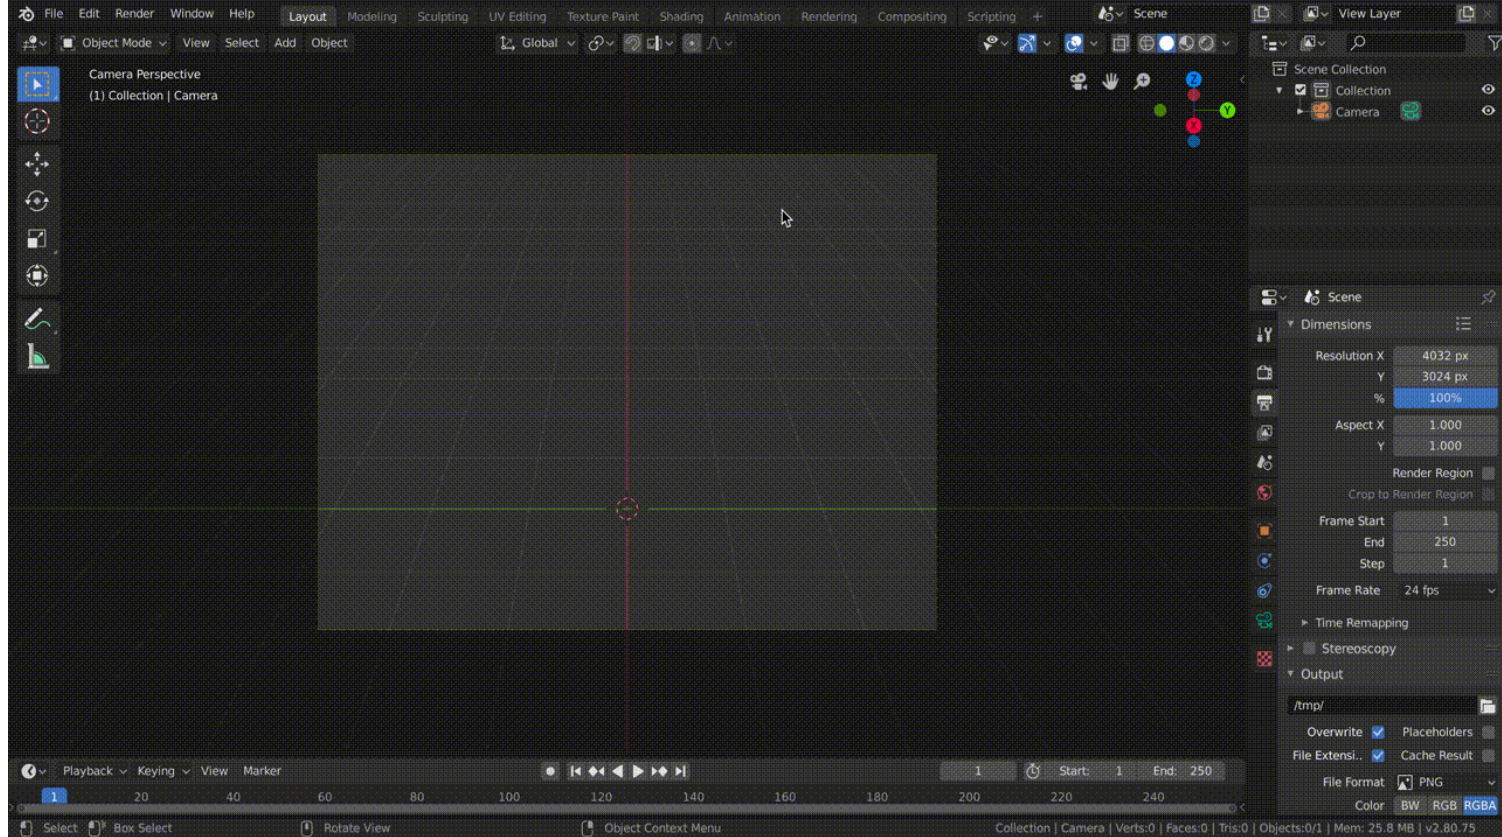 File Edit Render Window Help Layout Modeling Sculpting UV Editing Texture Paint Shading Animation Rendering Compositing Scripting + Scene View Layer
Object Mode View Select Add Object Global
Camera Perspective
(1) Collection | Camera
Z
Y
X
Scene Collection
Collection
Camera
Scene
Dimensions
Resolution X 4032 px
Y 3024 px
% 100%
Aspect X 1.000
Y 1.000
Render Region
Crop to Render Region
Frame Start 1
End 250
Step 1
Frame Rate 24 fps
Time Remapping
Stereoscopy
Output
/tmp/
Overwrite Placeholders
File Extensi.. Cache Result
File Format PNG
Color BW RGB RGBA
Playback Keying View Marker 1 Start: 1 End: 250
1 20 40 60 80 100 120 140 160 180 200 220 240
Select Box Select Rotate View Object Context Menu Collection | Camera | Verts:0 | Faces:0 | Tris:0 | Objects:0/1 | Mem: 25.8 MB | v2.80.75